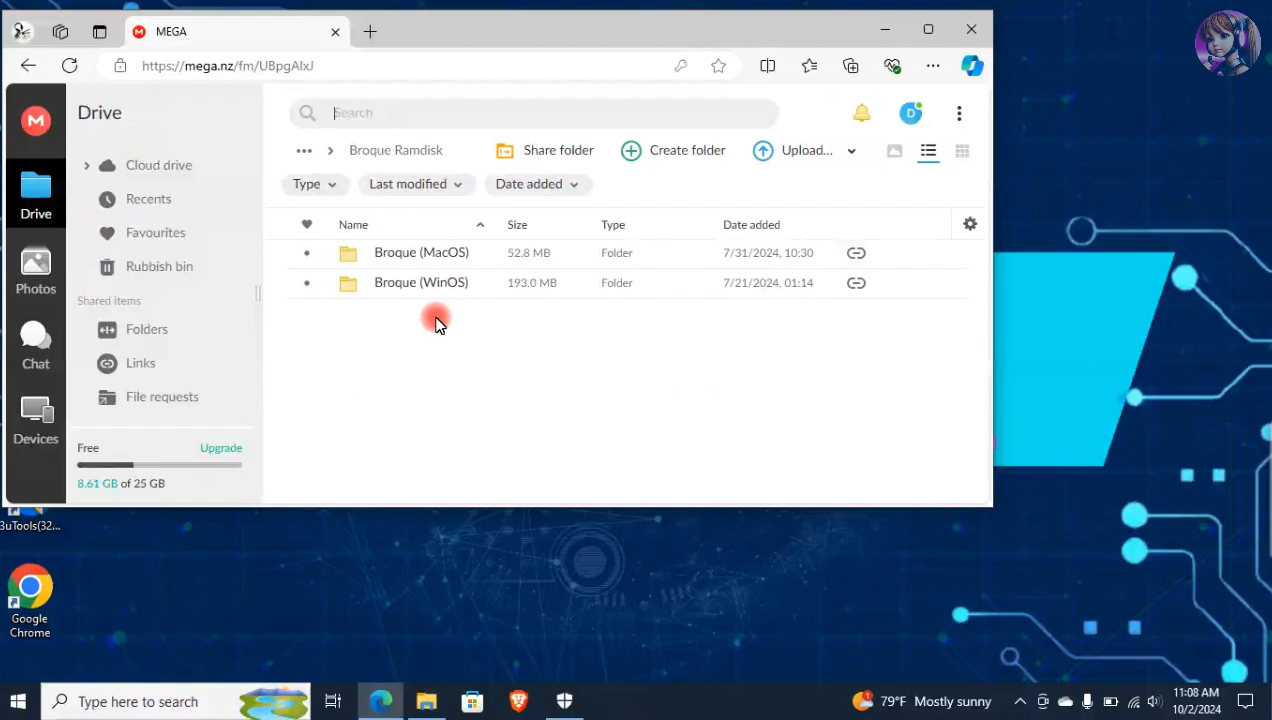 MEGA
https://mega.nz/fm/UBpgAIxJ
M
Drive
Search
D
Drive
Cloud drive
Recents
Favourites
Rubbish bin
Shared items
Folders
Links
File requests
Free Upgrade
8.61 GB of 25 GB
Photos
Chat
Devices
Broque Ramdisk
Share folder
Create folder
Upload...
Type
Last modified
Date added
Name Size Type Date added
Broque (MacOS) 52.8 MB Folder 7/31/2024, 10:30
Broque (WinOS) 193.0 MB Folder 7/21/2024, 01:14
3uTools(32...
Google
Chrome
Type here to search
79°F Mostly sunny
11:08 AM
10/2/2024